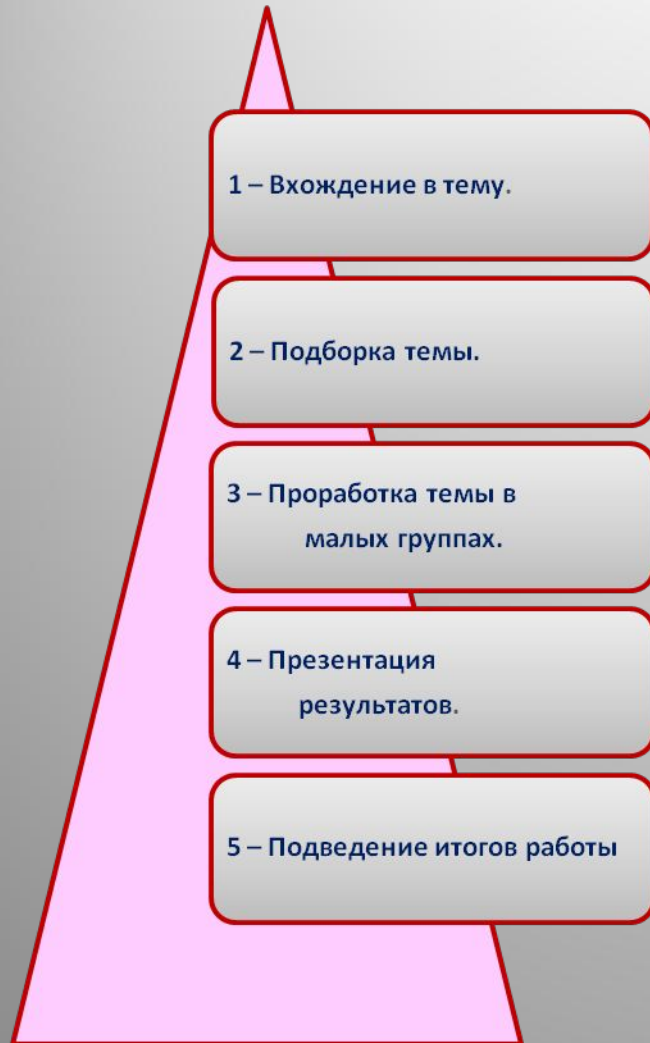 1 – Вхождение в тему.
2 – Подборка темы.
3 – Проработка темы в
малых группах.
4 – Презентация
результатов.
5 – Подведение итогов работы